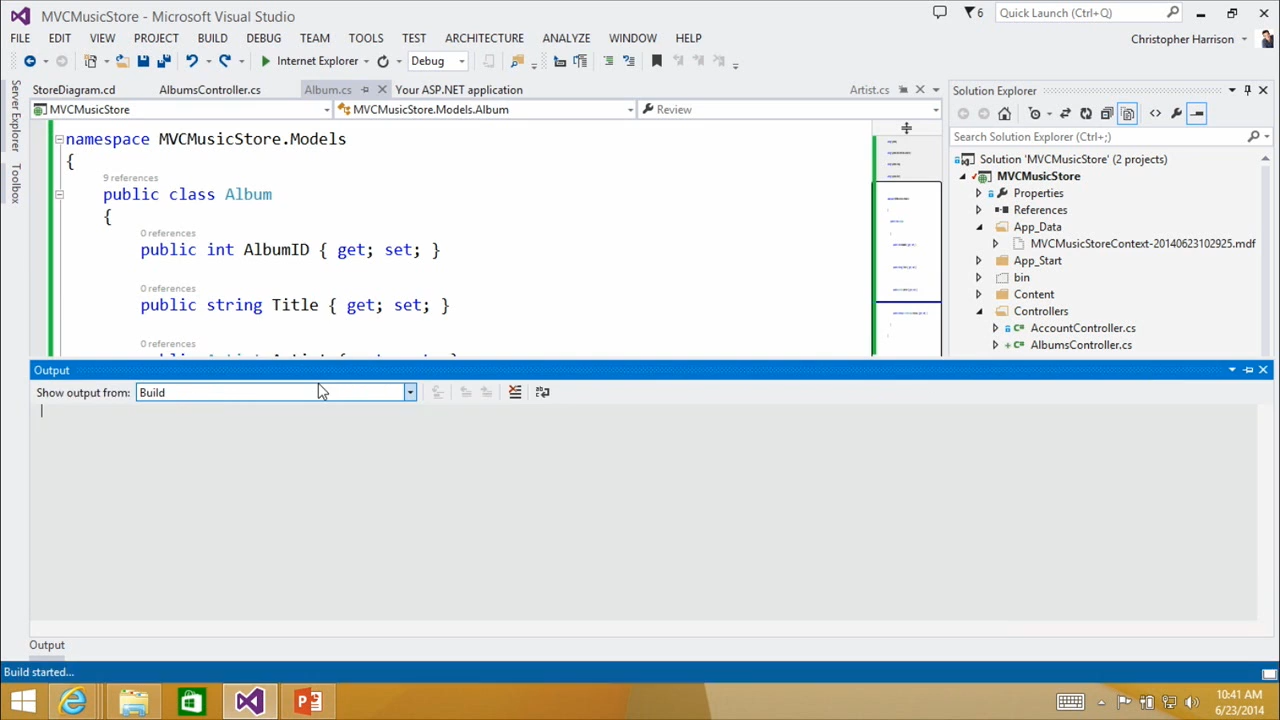 MVCMusicStore - Microsoft Visual Studio
6
Quick Launch (Ctrl+Q)
FILE EDIT VIEW PROJECT BUILD DEBUG TEAM TOOLS TEST ARCHITECTURE ANALYZE WINDOW HELP
Christopher Harrison
Internet Explorer
Debug
StoreDiagram.cd AlbumsController.cs Album.cs Your ASP.NET application Artist.cs
MVCMusicStore MVCMusicStore.Models.Album Review
Server Explorer
Toolbox
namespace MVCMusicStore.Models
{
9 references
public class Album
{
0 references
public int AlbumID { get; set; }
0 references
public string Title { get; set; }
0 references
Solution Explorer
Search Solution Explorer (Ctrl+;)
Solution 'MVCMusicStore' (2 projects)
MVCMusicStore
Properties
References
App_Data
MVCMusicStoreContext-20140623102925.mdf
App_Start
bin
Content
Controllers
AccountController.cs
AlbumsController.cs
Output
Show output from: Build
Output
Build started...
10:41 AM
6/23/2014